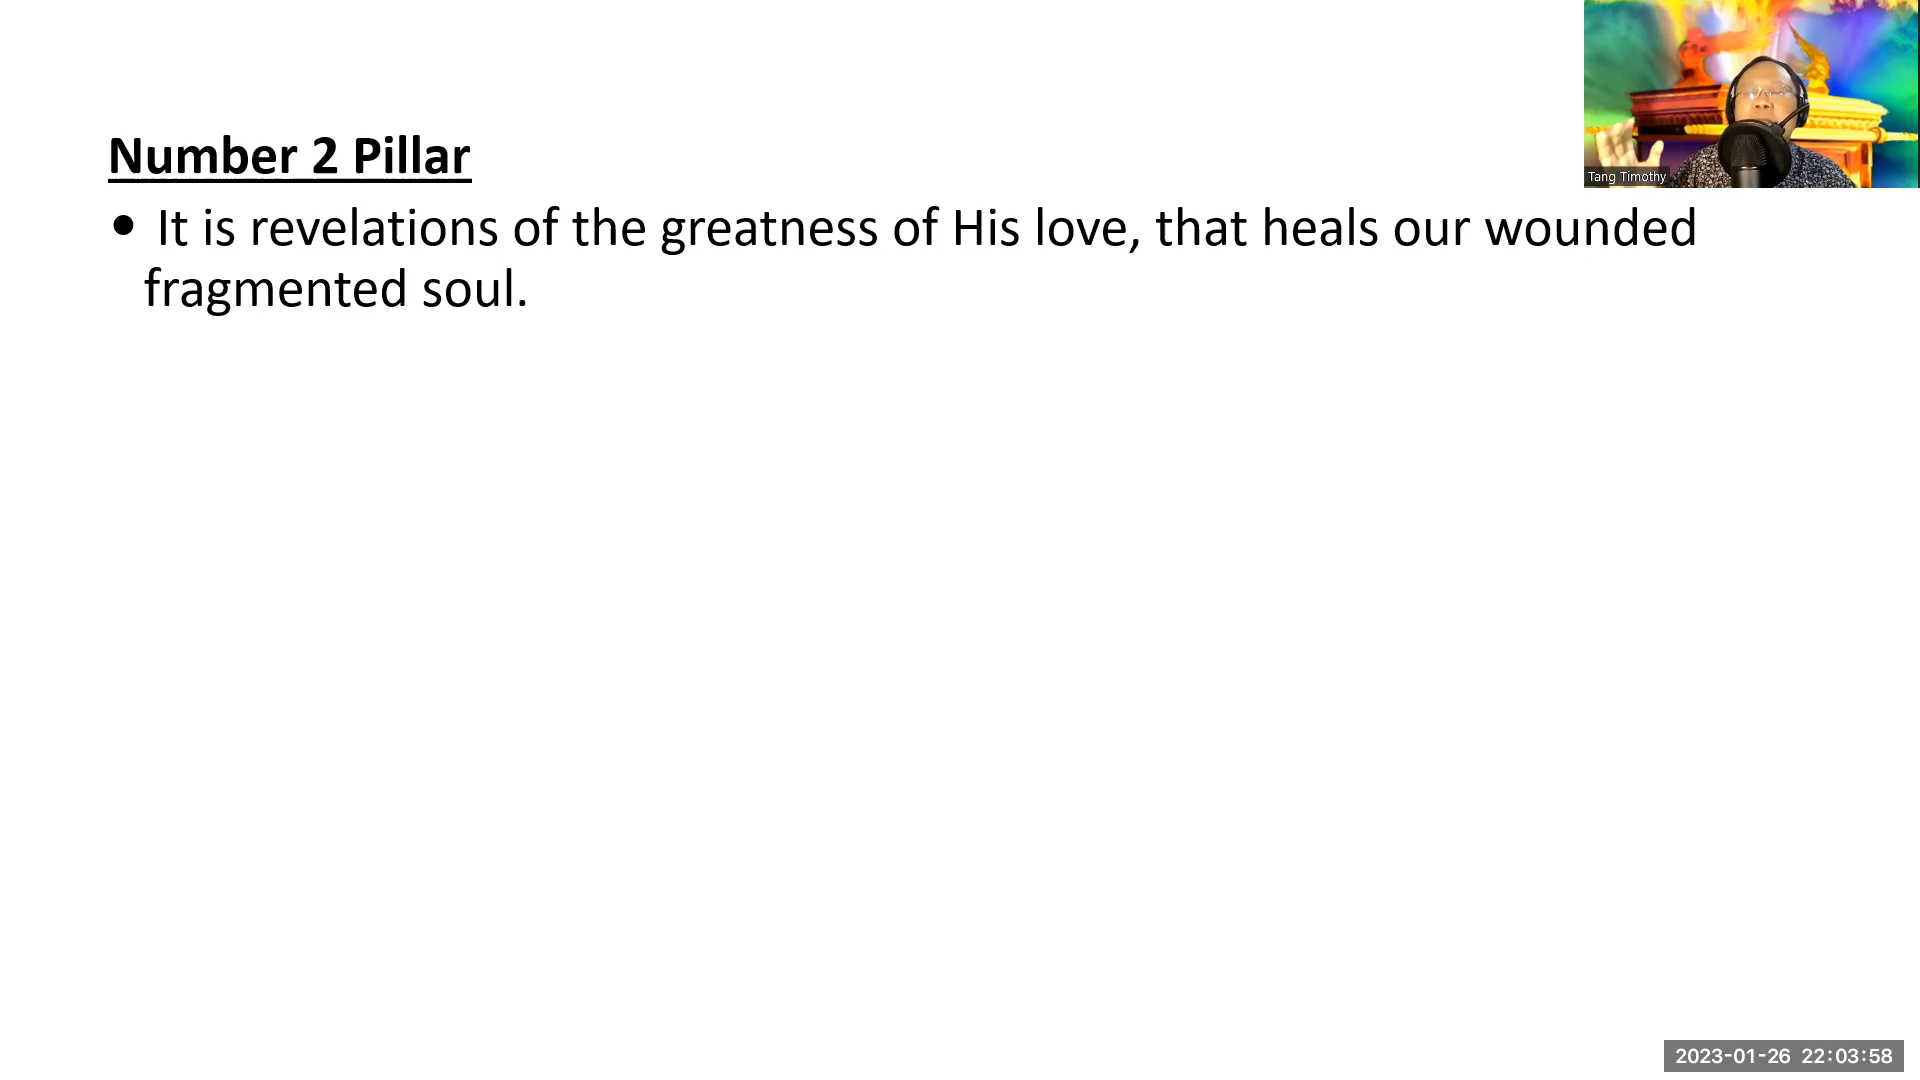 Number 2 Pillar
• It is revelations of the greatness of His love, that heals our wounded
fragmented soul.
Tang Timothy
2023-01-26 22:03:58